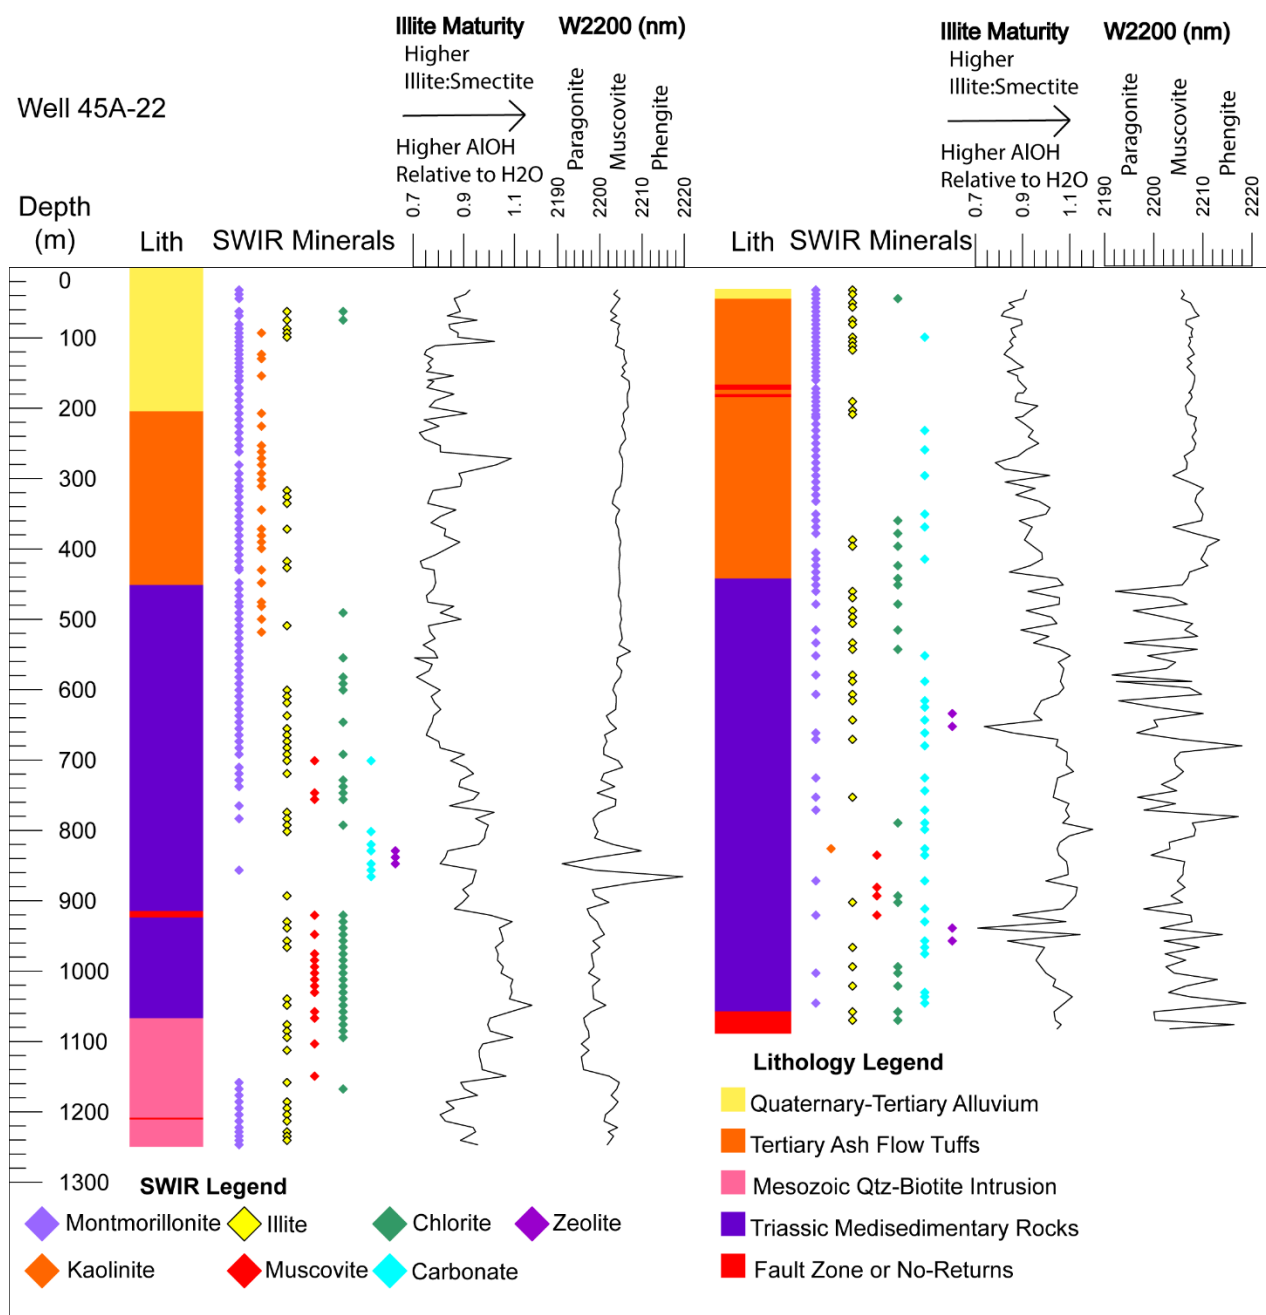 Well 45A-22
Illite Maturity
Higher
Illite:Smectite
Higher AlOH
Relative to H2O
W2200 (nm)
Paragonite
Muscovite
Phengite
Illite Maturity
Higher
Illite:Smectite
Higher AlOH
Relative to H2O
W2200 (nm)
Paragonite
Muscovite
Phengite
0.7 0.9 1.1 2190 2200 2210 2220
0.7 0.9 1.1 2190 2200 2210 2220
Depth
(m)
Lith SWIR Minerals
Lith SWIR Minerals
0
100
200
300
400
500
600
700
800
900
1000
1100
1200
1300
SWIR Legend
Montmorillonite Illite Chlorite Zeolite
Kaolinite Muscovite Carbonate
Lithology Legend
Quaternary-Tertiary Alluvium
Tertiary Ash Flow Tuffs
Mesozoic Qtz-Biotite Intrusion
Triassic Medisedimentary Rocks
Fault Zone or No-Returns